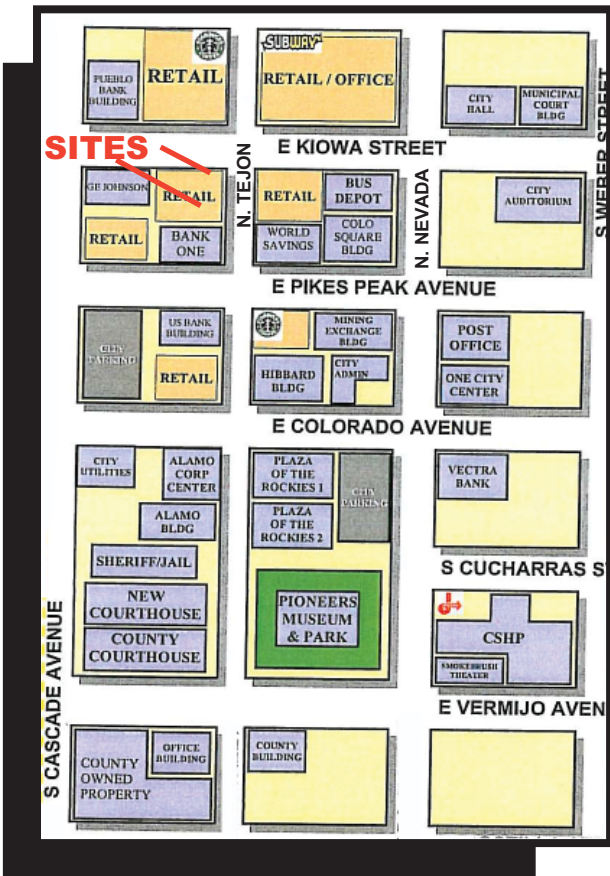 SUBWAY
PUEBLO
BANK
BUILDING
RETAIL
RETAIL / OFFICE
CITY
HALL
MUNICIPAL
COURT
BLDG
SITES
E KIOWA STREET
N. TEJON
N. NEVADA
S WEBER STREET
GE JOHNSON
RETAIL
RETAIL
BANK
ONE
RETAIL
BUS
DEPOT
WORLD
SAVINGS
COLO
SQUARE
BLDG
CITY
AUDITORIUM
E PIKES PEAK AVENUE
CITY
PARKING
US BANK
BUILDING
RETAIL
MINING
EXCHANGE
BLDG
HIBBARD
BLDG
CITY
ADMIN
POST
OFFICE
ONE CITY
CENTER
E COLORADO AVENUE
CITY
UTILITIES
ALAMO
CORP
CENTER
ALAMO
BLDG
SHERIFF/JAIL
NEW
COURTHOUSE
COUNTY
COURTHOUSE
PLAZA
OF THE
ROCKIES 1
PLAZA
OF THE
ROCKIES 2
CITY
PARKING
PIONEERS
MUSEUM
& PARK
VECTRA
BANK
S CUCHARRAS S
CSHP
SMOKEBRUSH
THEATER
E VERMIJO AVEN
S CASCADE AVENUE
COUNTY
OWNED
PROPERTY
OFFICE
BUILDING
COUNTY
BUILDING